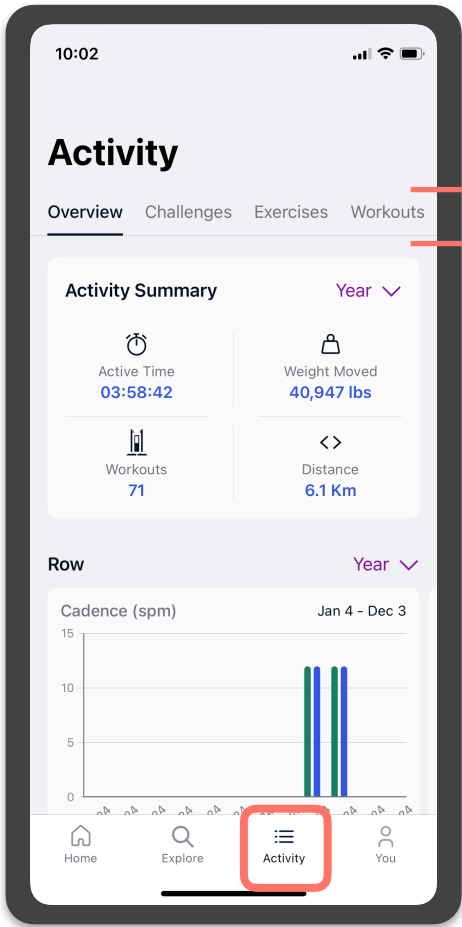 10:02
Activity
Overview Challenges Exercises Workouts
Activity Summary Year
Active Time Weight Moved
03:58:42 40,947 lbs
Workouts Distance
71 6.1 Km
Row Year
Cadence (spm) Jan 4 - Dec 3
15
10
5
0
Home Explore Activity You